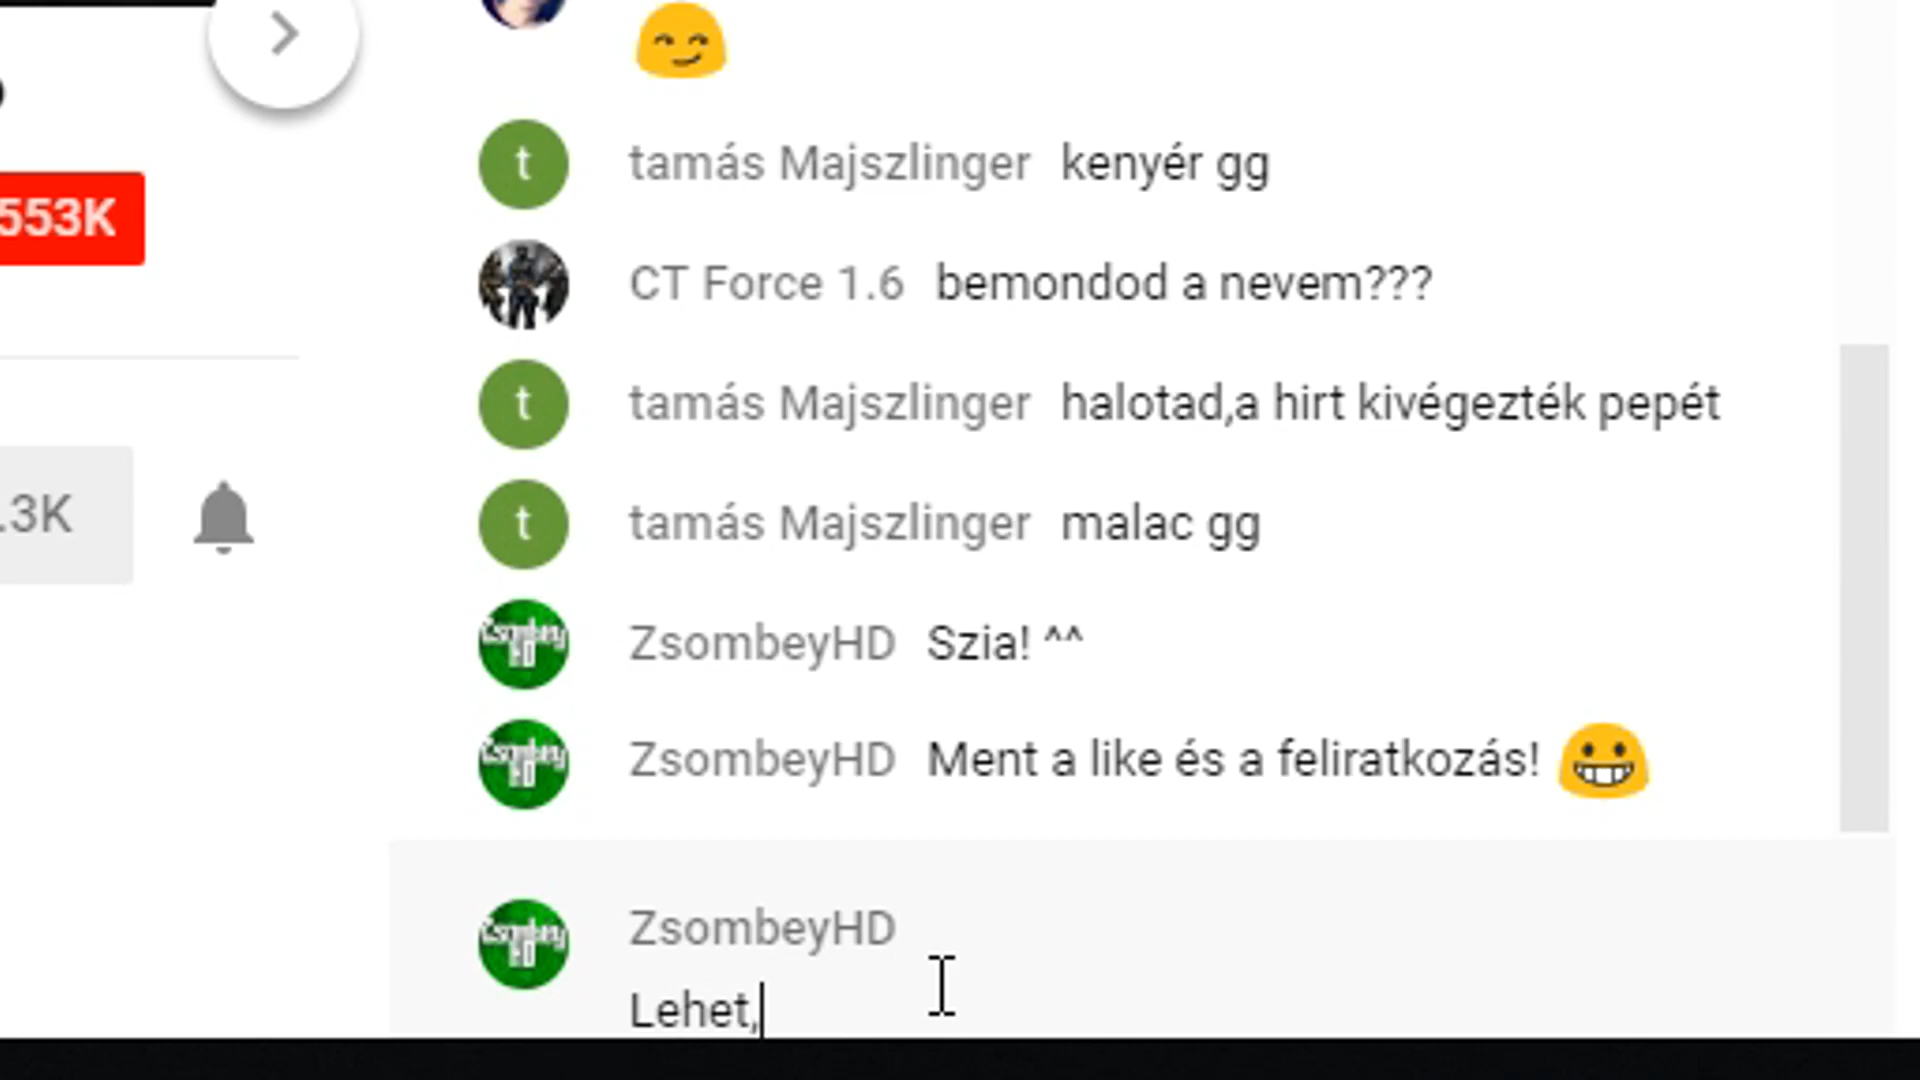 553K
.3K
t tamás Majszlinger kenyér gg
CT Force 1.6 bemondod a nevem???
t tamás Majszlinger halotad,a hirt kivégezték pepét
t tamás Majszlinger malac gg
ZsombeyHD Szia! ^^
ZsombeyHD Ment a like és a feliratkozás! 😀
ZsombeyHD
Lehet,